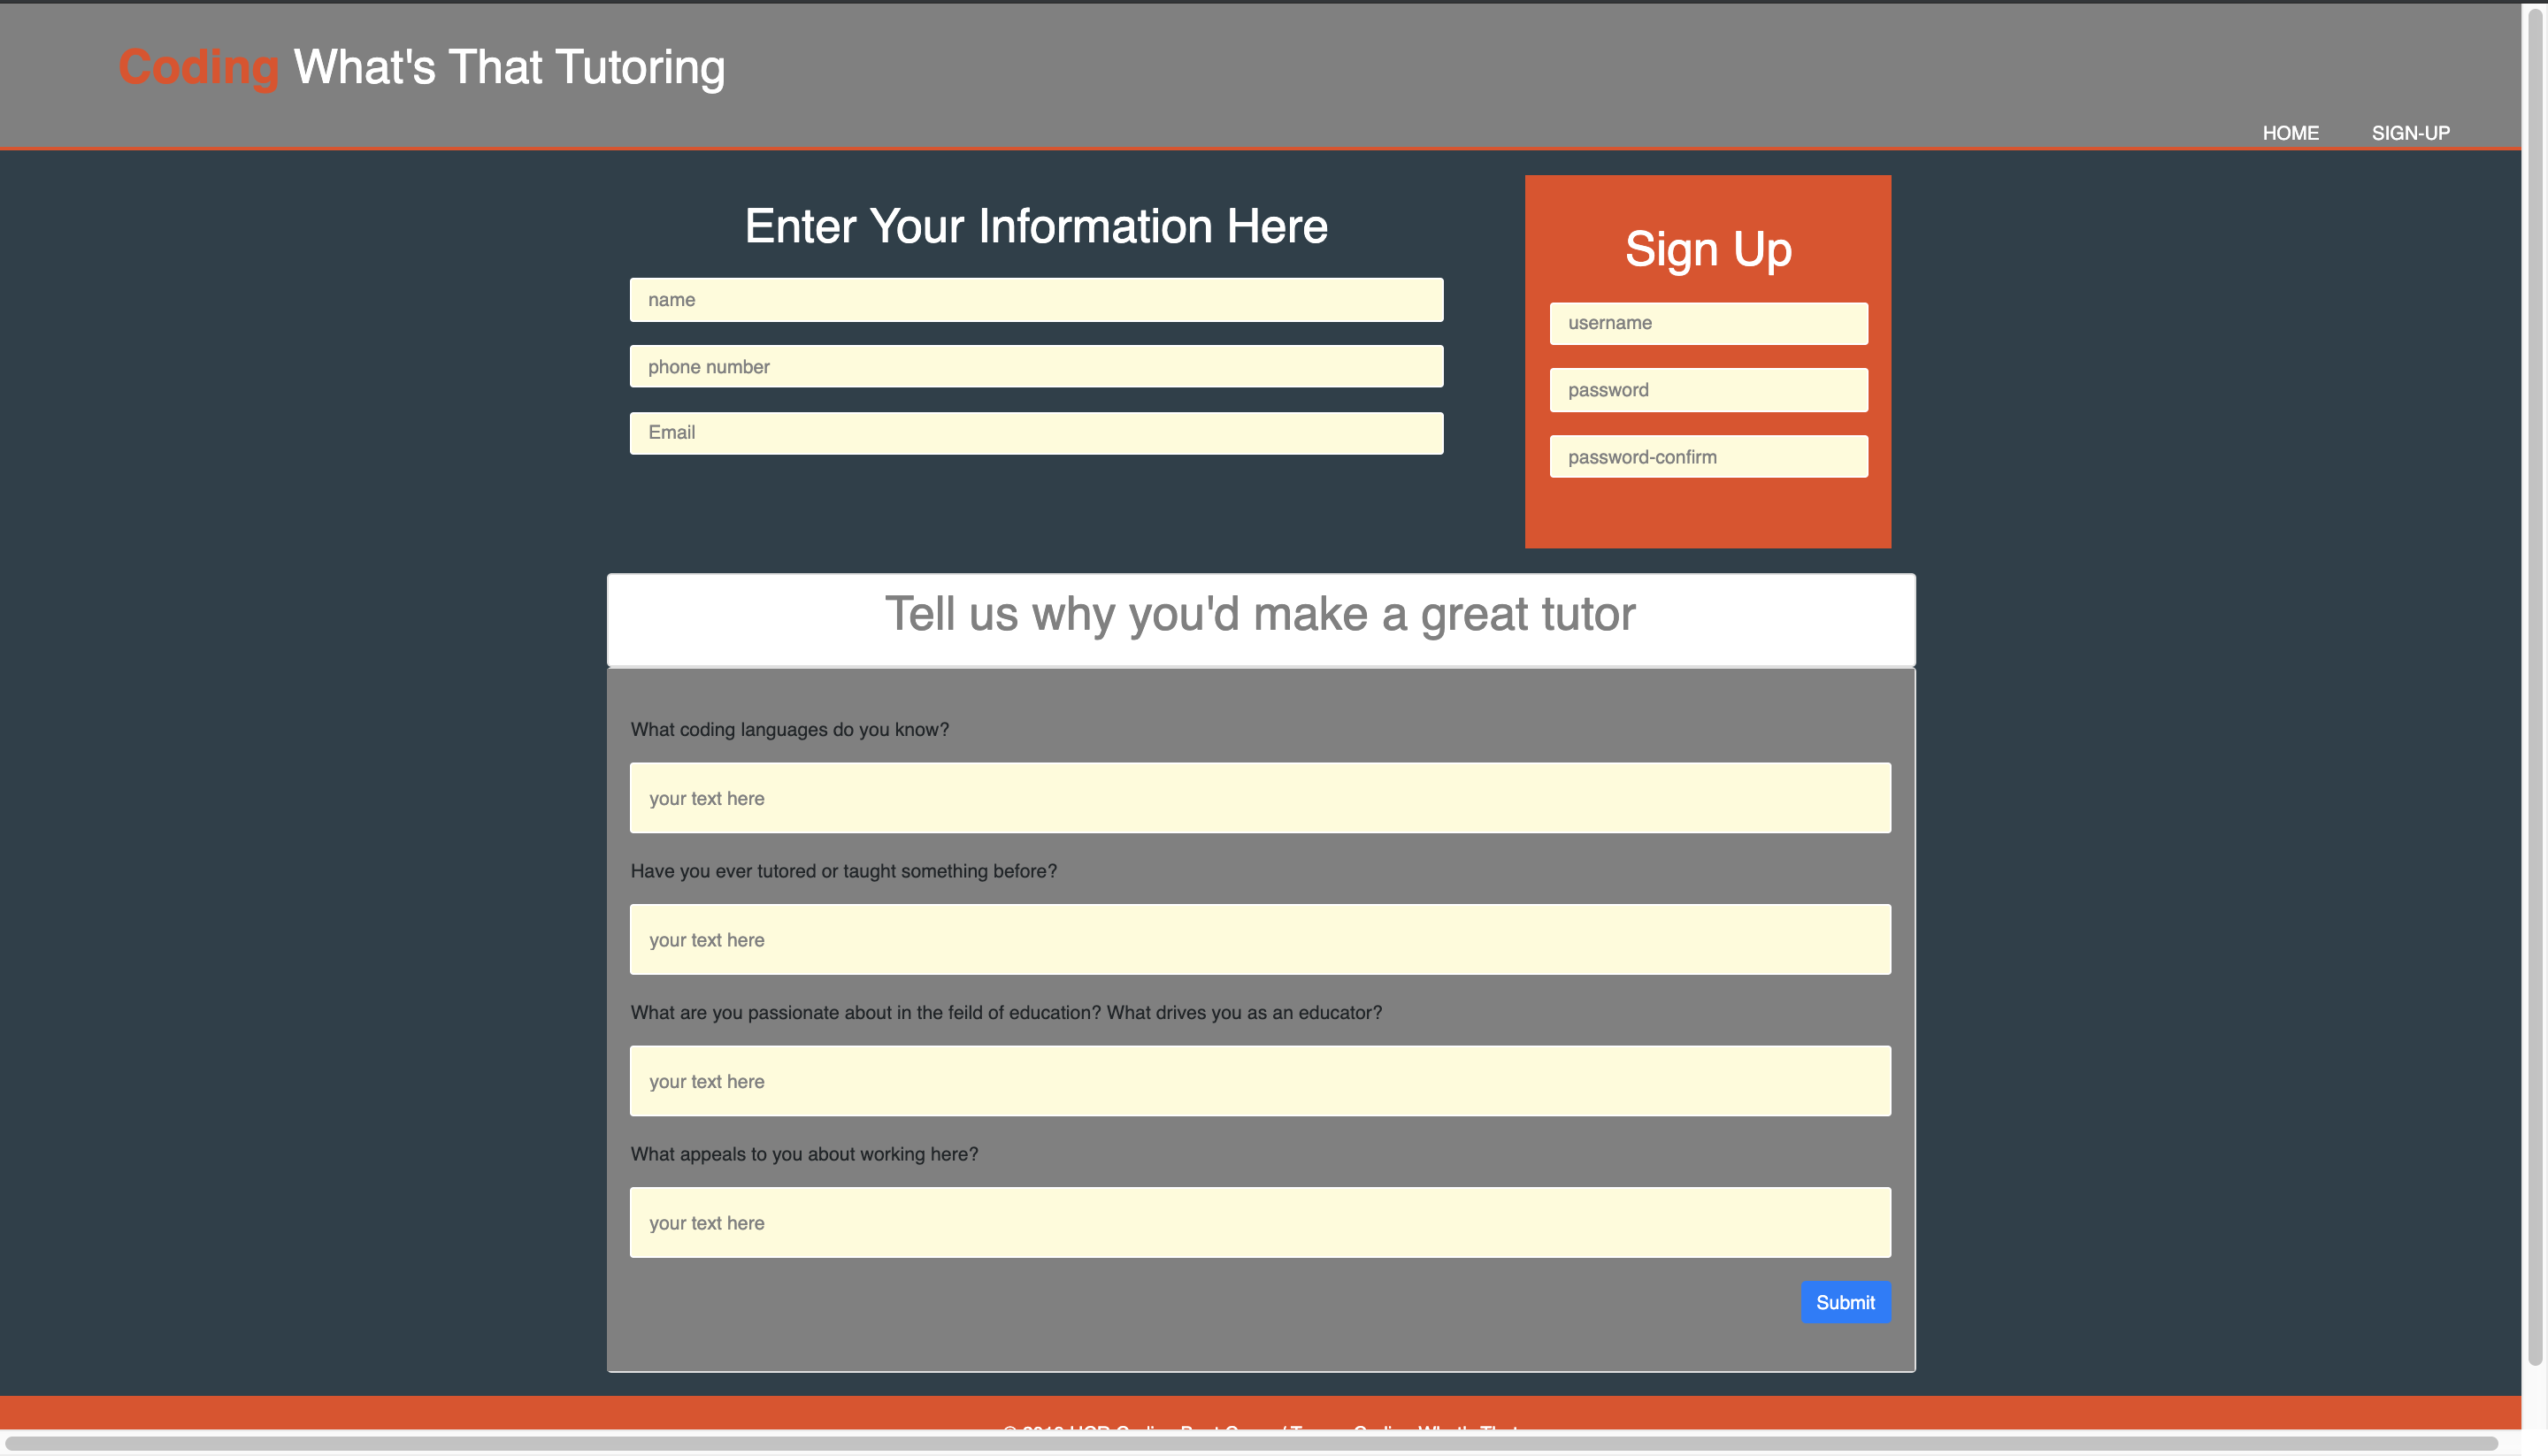 Coding What's That Tutoring
HOME SIGN-UP
Enter Your Information Here
name
phone number
Email
Sign Up
username
password
password-confirm
Tell us why you'd make a great tutor
What coding languages do you know?
your text here
Have you ever tutored or taught something before?
your text here
What are you passionate about in the feild of education? What drives you as an educator?
your text here
What appeals to you about working here?
your text here
Submit